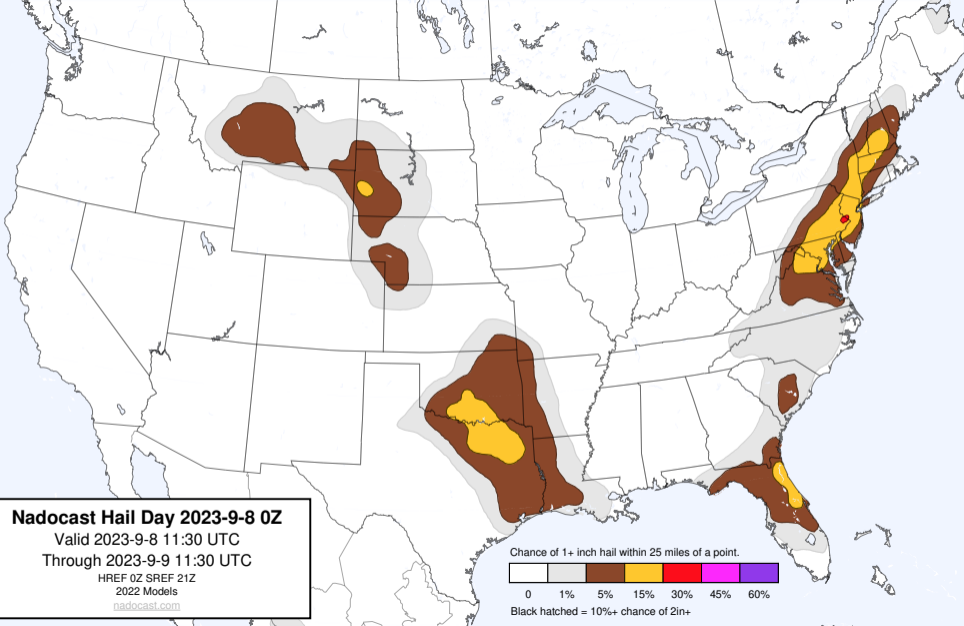 Nadocast Hail Day 2023-9-8 0Z
Valid 2023-9-8 11:30 UTC
Through 2023-9-9 11:30 UTC
HREF 0Z SREF 21Z
2022 Models
nadocast.com
Chance of 1+ inch hail within 25 miles of a point.
0 1% 5% 15% 30% 45% 60%
Black hatched = 10%+ chance of 2in+